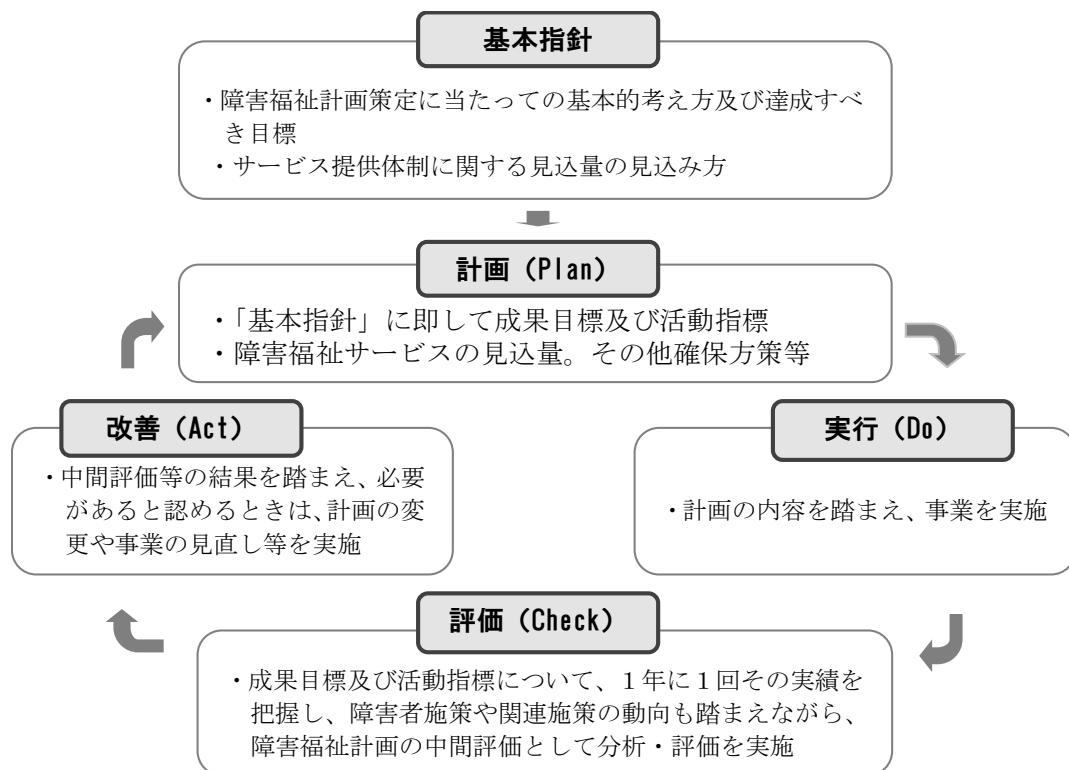 基本指針
・障害福祉計画策定に当たっての基本的考え方及び達成すべ
き目標
・サービス提供体制に関する見込量の見込み方
計画（Plan）
・「基本指針」に即して成果目標及び活動指標
・障害福祉サービスの見込量。その他確保方策等
改善（Act）
・中間評価等の結果を踏まえ、必要
があると認めるときは、計画の変
更や事業の見直し等を実施
実行（Do）
・計画の内容を踏まえ、事業を実施
評価（Check）
・成果目標及び活動指標について、１年に１回その実績を
把握し、障害者施策や関連施策の動向も踏まえながら、
障害福祉計画の中間評価として分析・評価を実施